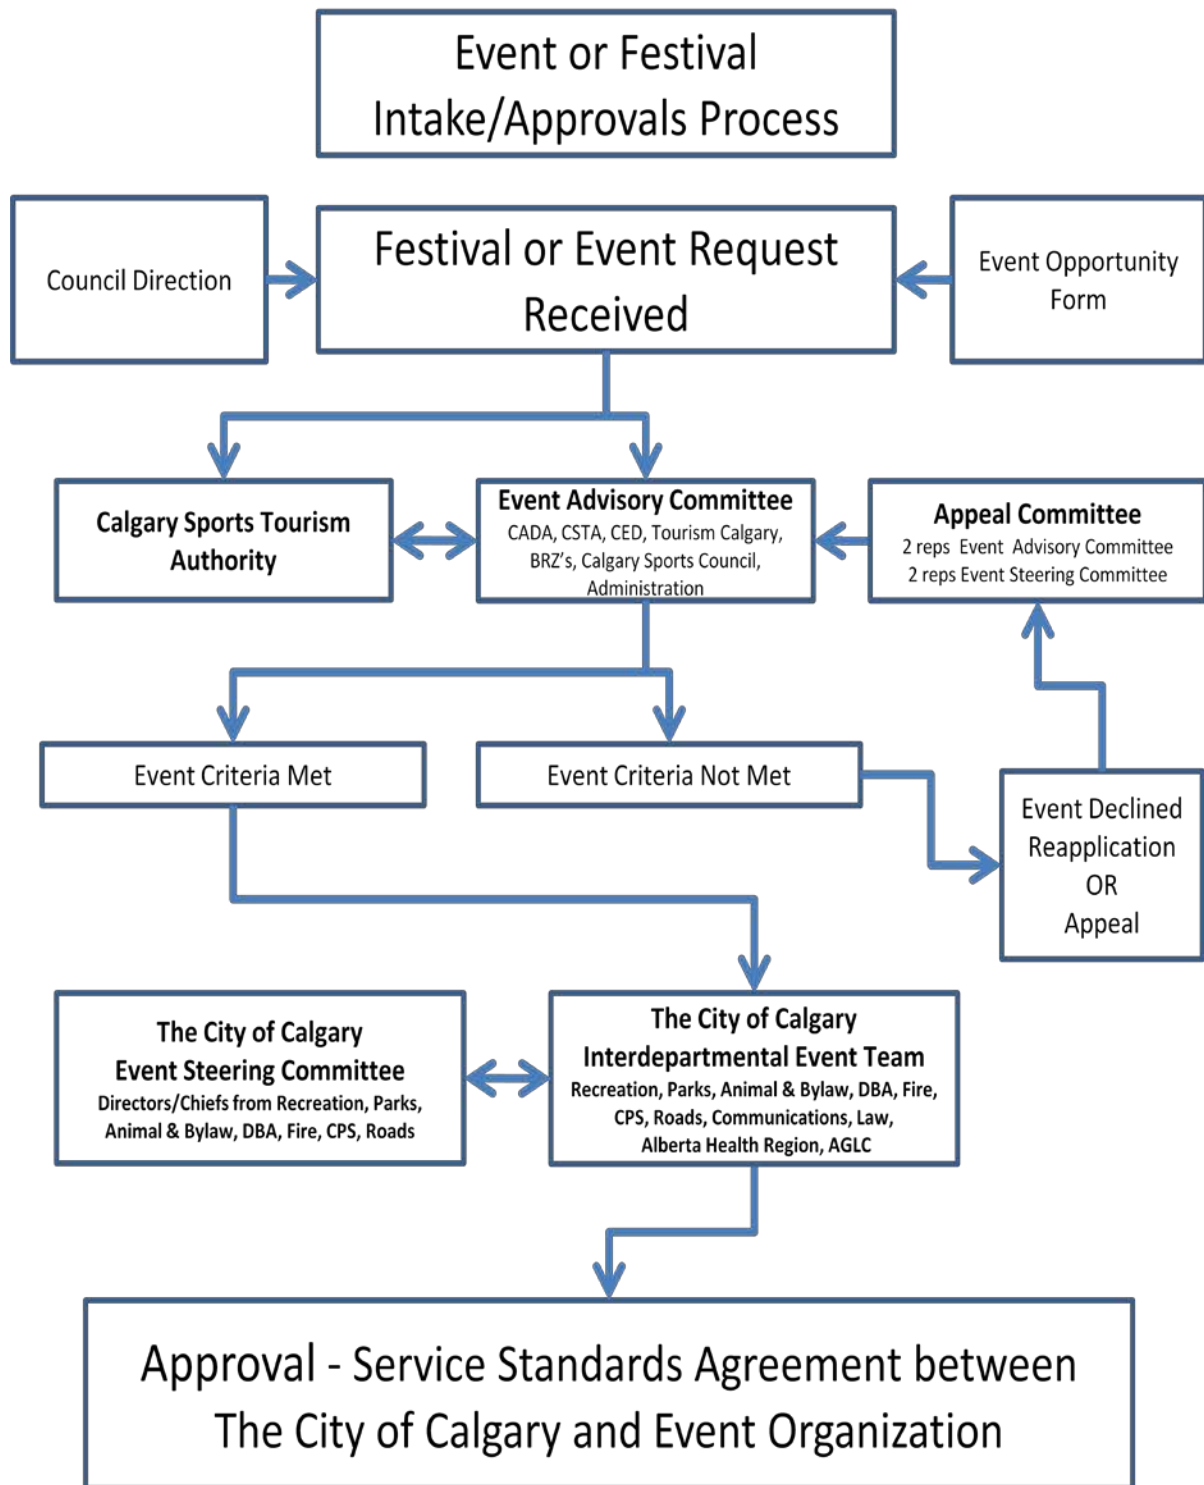 Event or Festival
Intake/Approvals Process
Council Direction
Festival or Event Request
Received
Event Opportunity
Form
Calgary Sports Tourism
Authority
Event Advisory Committee
CADA, CSTA, CED, Tourism Calgary,
BRZ's, Calgary Sports Council,
Administration
Appeal Committee
2 reps Event Advisory Committee
2 reps Event Steering Committee
Event Criteria Met
Event Criteria Not Met
Event Declined
Reapplication
OR
Appeal
The City of Calgary
Event Steering Committee
Directors/Chiefs from Recreation, Parks,
Animal & Bylaw, DBA, Fire, CPS, Roads
The City of Calgary
Interdepartmental Event Team
Recreation, Parks, Animal & Bylaw, DBA, Fire,
CPS, Roads, Communications, Law,
Alberta Health Region, AGLC
Approval - Service Standards Agreement between
The City of Calgary and Event Organization